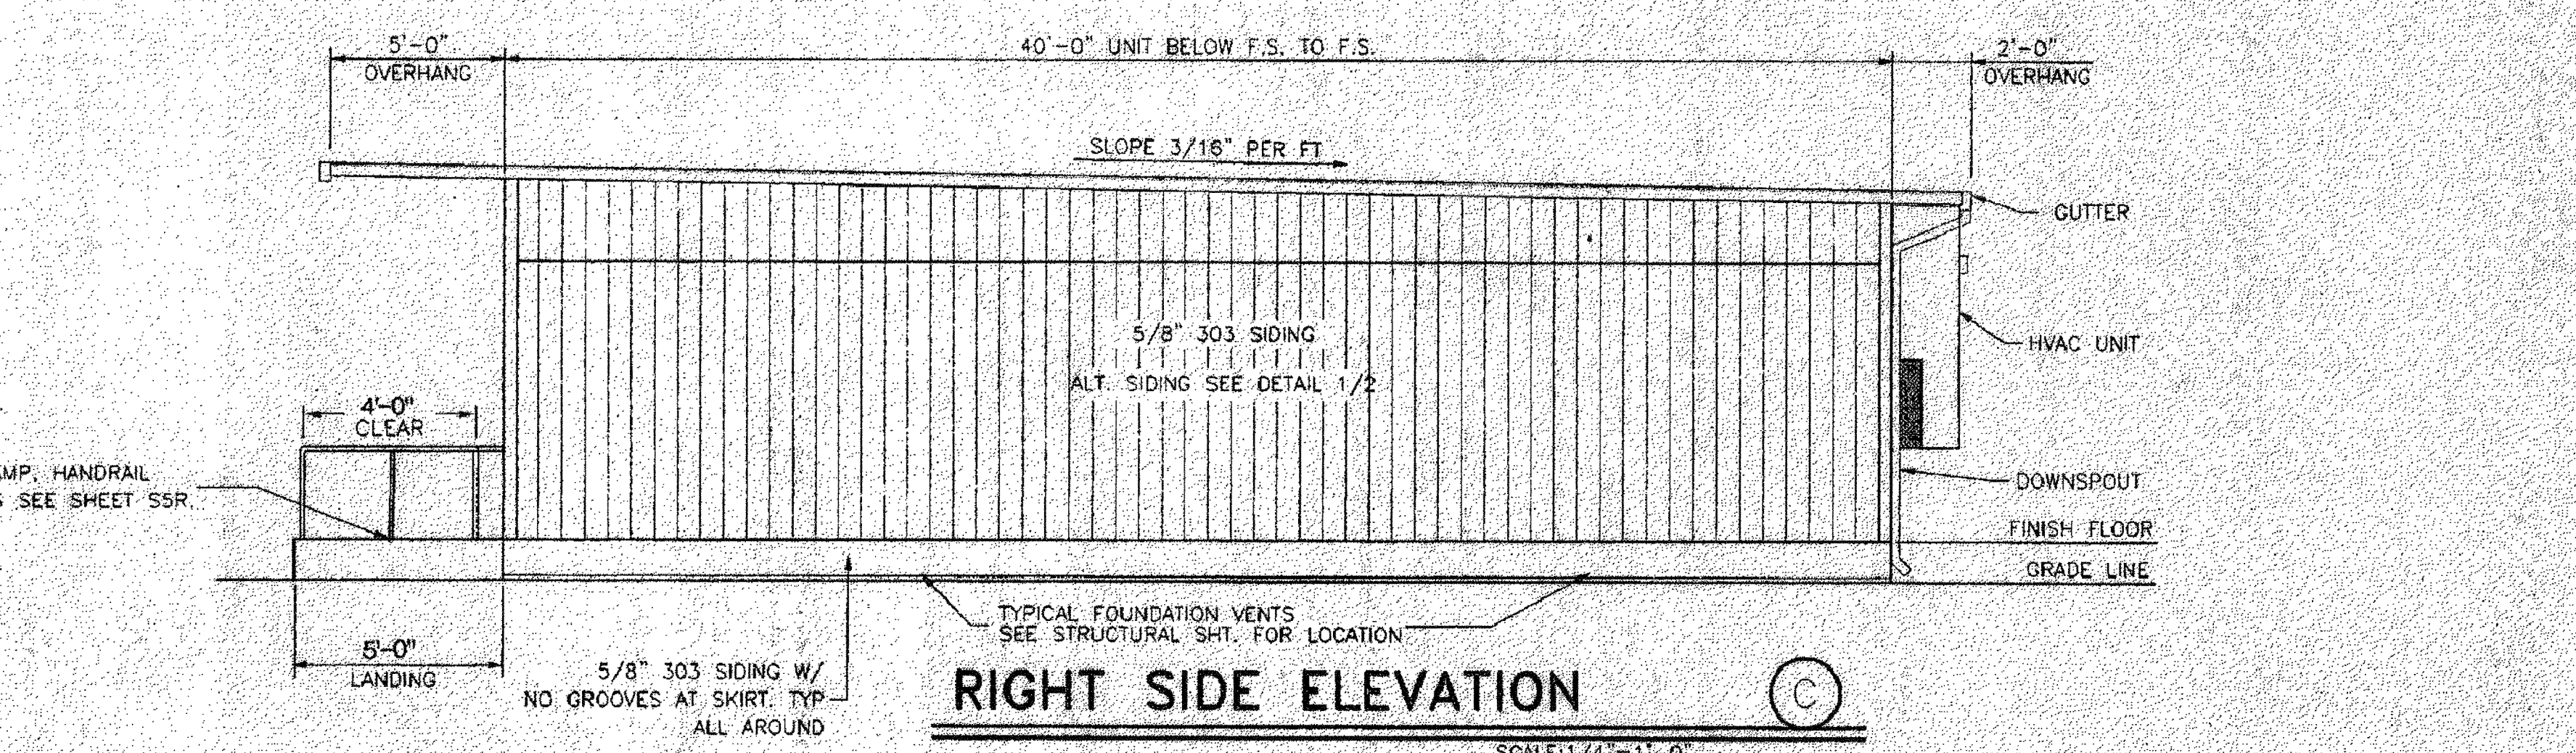 5'-0"
OVERHANG
40'-0" UNIT BELOW F.S. TO F.S.
2'-0"
OVERHANG
SLOPE 3/16" PER FT
GUTTER
5/8" 303 SIDING
ALT. SIDING SEE DETAIL 1/2
HVAC UNIT
4'-0"
CLEAR
HANDRAIL
SEE SHEET S5R.
DOWNSPOUT
FINISH FLOOR
GRADE LINE
TYPICAL FOUNDATION VENTS
SEE STRUCTURAL SHT. FOR LOCATION
5'-0"
LANDING
5/8" 303 SIDING W/
NO GROOVES AT SKIRT. TYP
ALL AROUND
RIGHT SIDE ELEVATION
C